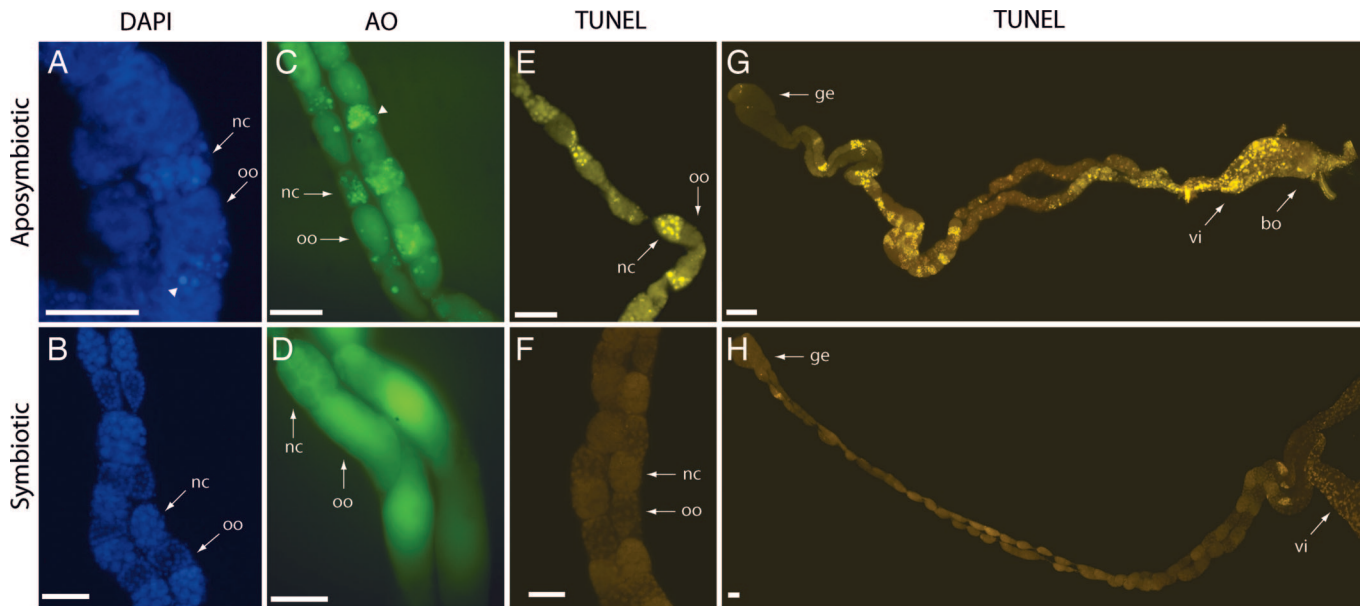 DAPI AO TUNEL TUNEL
Aposymbiotic
A nc oo
C nc oo
E oo nc
G ge vi bo
Symbiotic
B nc oo
D nc oo
F nc oo
H ge vi